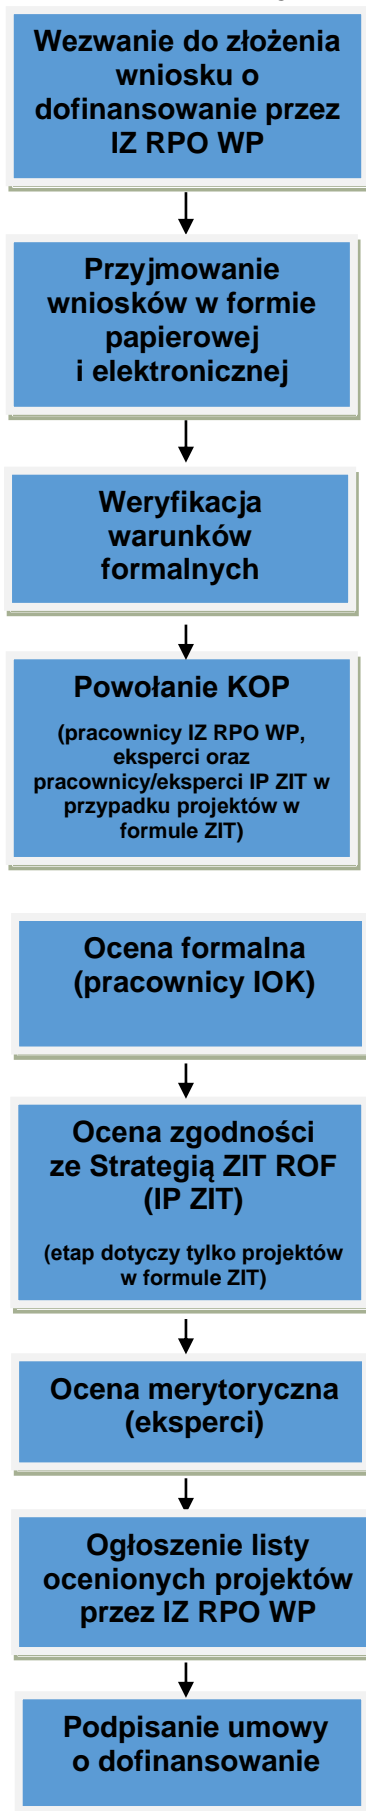 Wezwanie do złożenia
wniosku o
dofinansowanie przez
IZ RPO WP
Przyjmowanie
wniosków w formie
papierowej
i elektronicznej
Weryfikacja
warunków
formalnych
Powołanie KOP
(pracownicy IZ RPO WP,
eksperci oraz
pracownicy/eksperci IP ZIT w
przypadku projektów w
formule ZIT)
Ocena formalna
(pracownicy IOK)
Ocena zgodności
ze Strategią ZIT ROF
(IP ZIT)
(etap dotyczy tylko projektów
w formule ZIT)
Ocena merytoryczna
(eksperci)
Ogłoszenie listy
ocenionych projektów
przez IZ RPO WP
Podpisanie umowy
o dofinansowanie